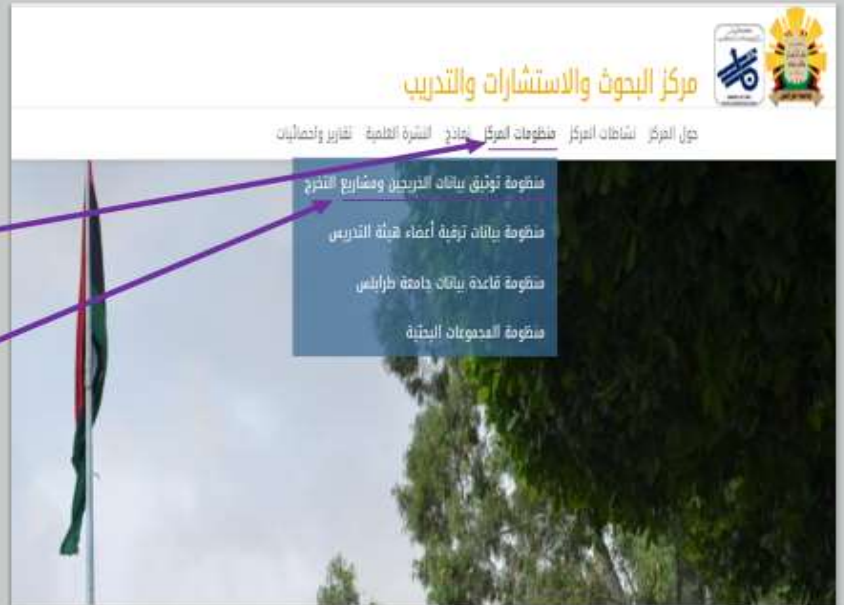 مركز البحوث والاستشارات والتدريب
حول المركز نشاطات المركز منظومات المركز نماذج النشرة العلمية تقارير واحصائيات
منظومة توثيق بيانات الخريجين ومشاريع التخرج
منظومة بيانات ترقية أعضاء هيئة التدريس
منظومة قاعدة بيانات جامعة طرابلس
منظومة المجموعات البحثية